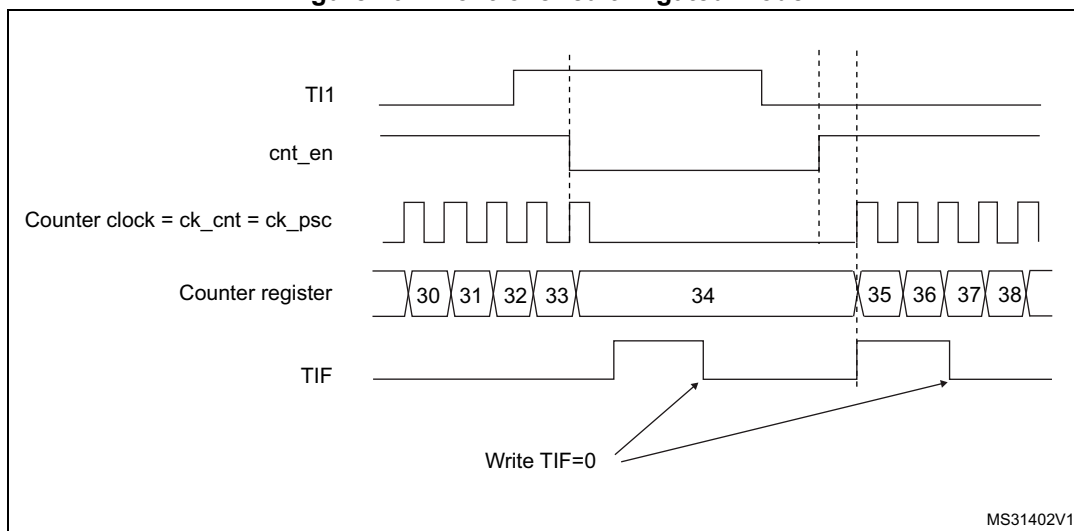 TI1
cnt_en
Counter clock = ck_cnt = ck_psc
Counter register
30 31 32 33 34 35 36 37 38
TIF
Write TIF=0
MS31402V1